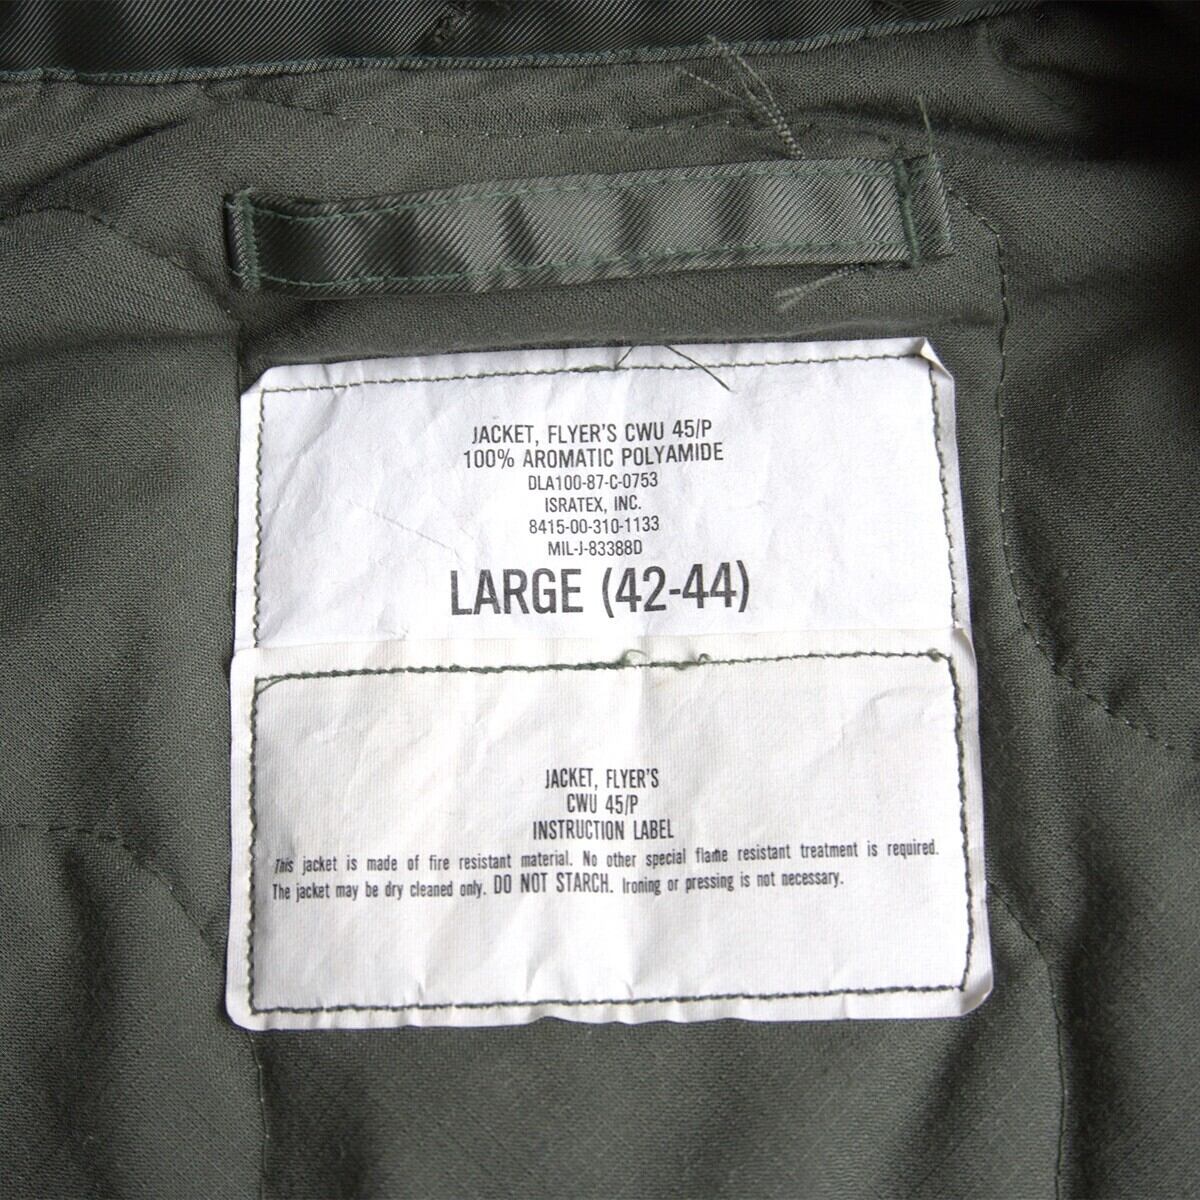 JACKET, FLYER'S CWU 45/P
100% AROMATIC POLYAMIDE
DLA100-87-C-0753
ISRATEX, INC.
8415-00-310-1133
MIL-J-83388D
LARGE (42-44)
JACKET, FLYER'S
CWU 45/P
INSTRUCTION LABEL
This jacket is made of fire resistant material. No other special flame resistant treatment is required.
The jacket may be dry cleaned only. DO NOT STARCH. Ironing or pressing is not necessary.